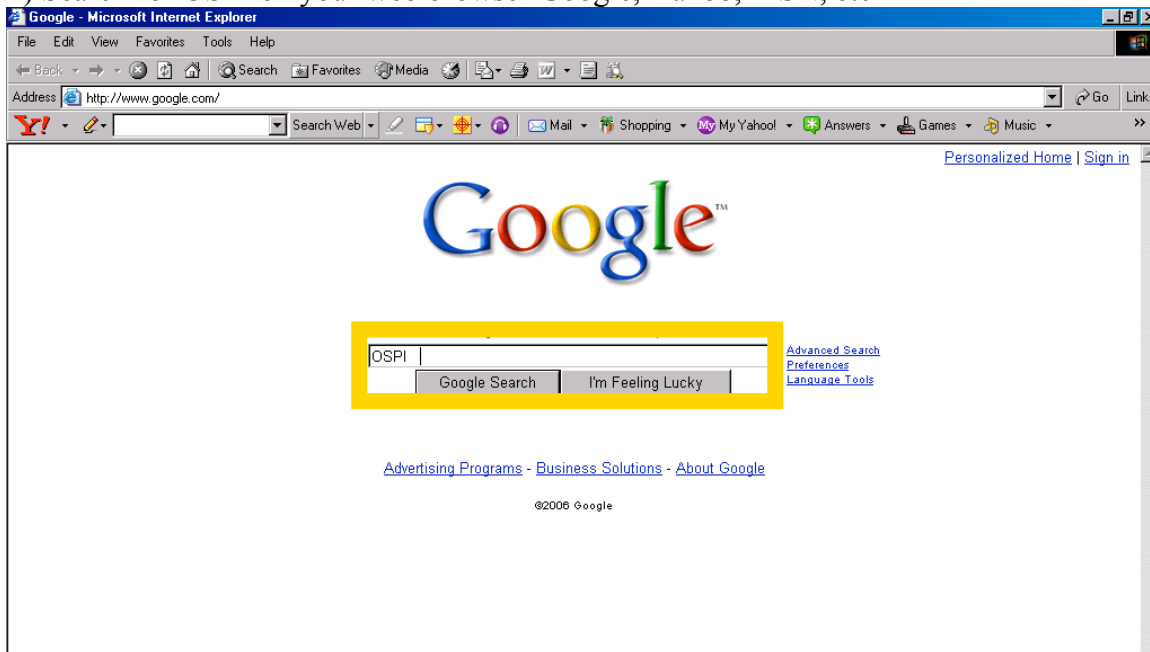 Google - Microsoft Internet Explorer
File Edit View Favorites Tools Help
Back Search Favorites Media
Address http://www.google.com/ Go Link
Y! Search Web Mail Shopping My Yahoo! Answers Games Music »
Personalized Home | Sign in
Google™
OSPI
Advanced Search
Preferences
Language Tools
Google Search I'm Feeling Lucky
Advertising Programs - Business Solutions - About Google
©2006 Google